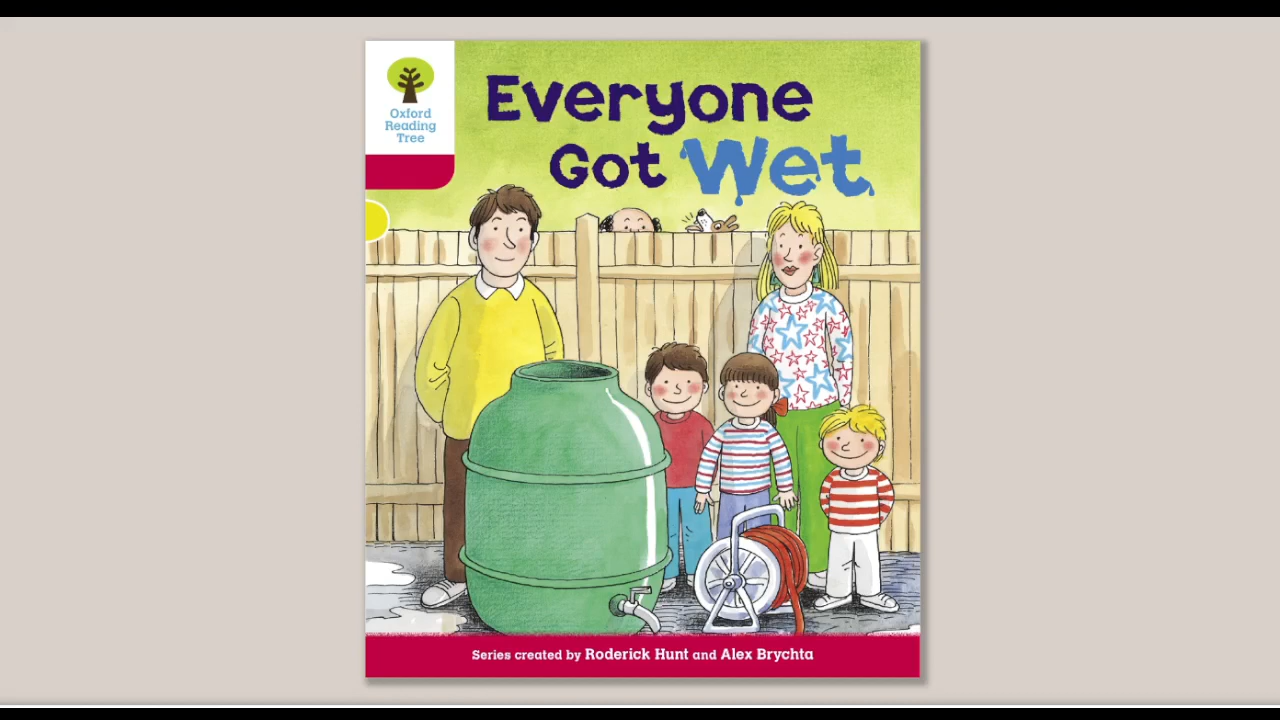 Oxford
Reading
Tree
Everyone
Got Wet
Series created by Roderick Hunt and Alex Brychta